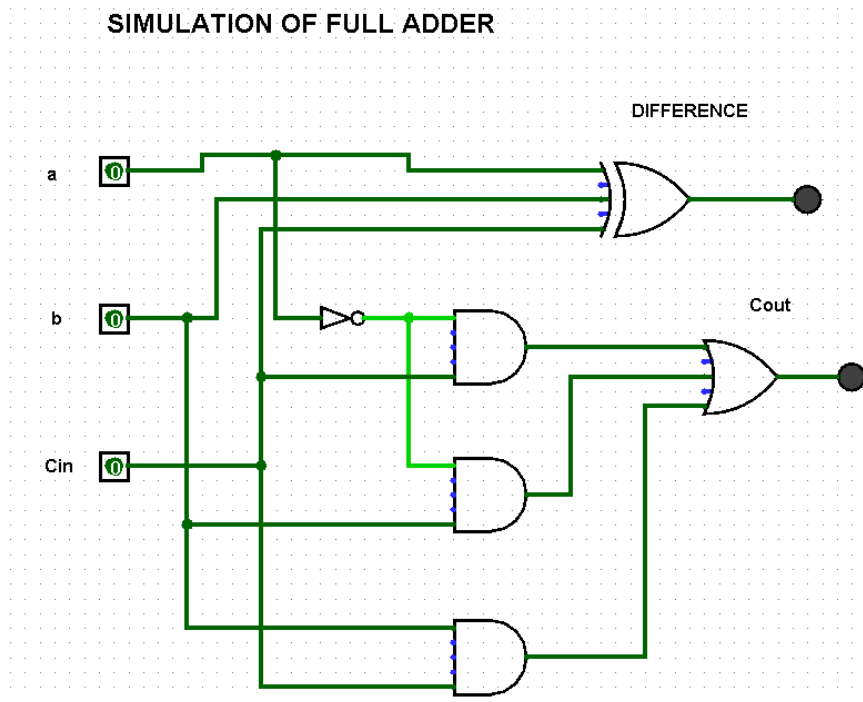 SIMULATION OF FULL ADDER
DIFFERENCE
a 0
b 0
Cout
Cin 0